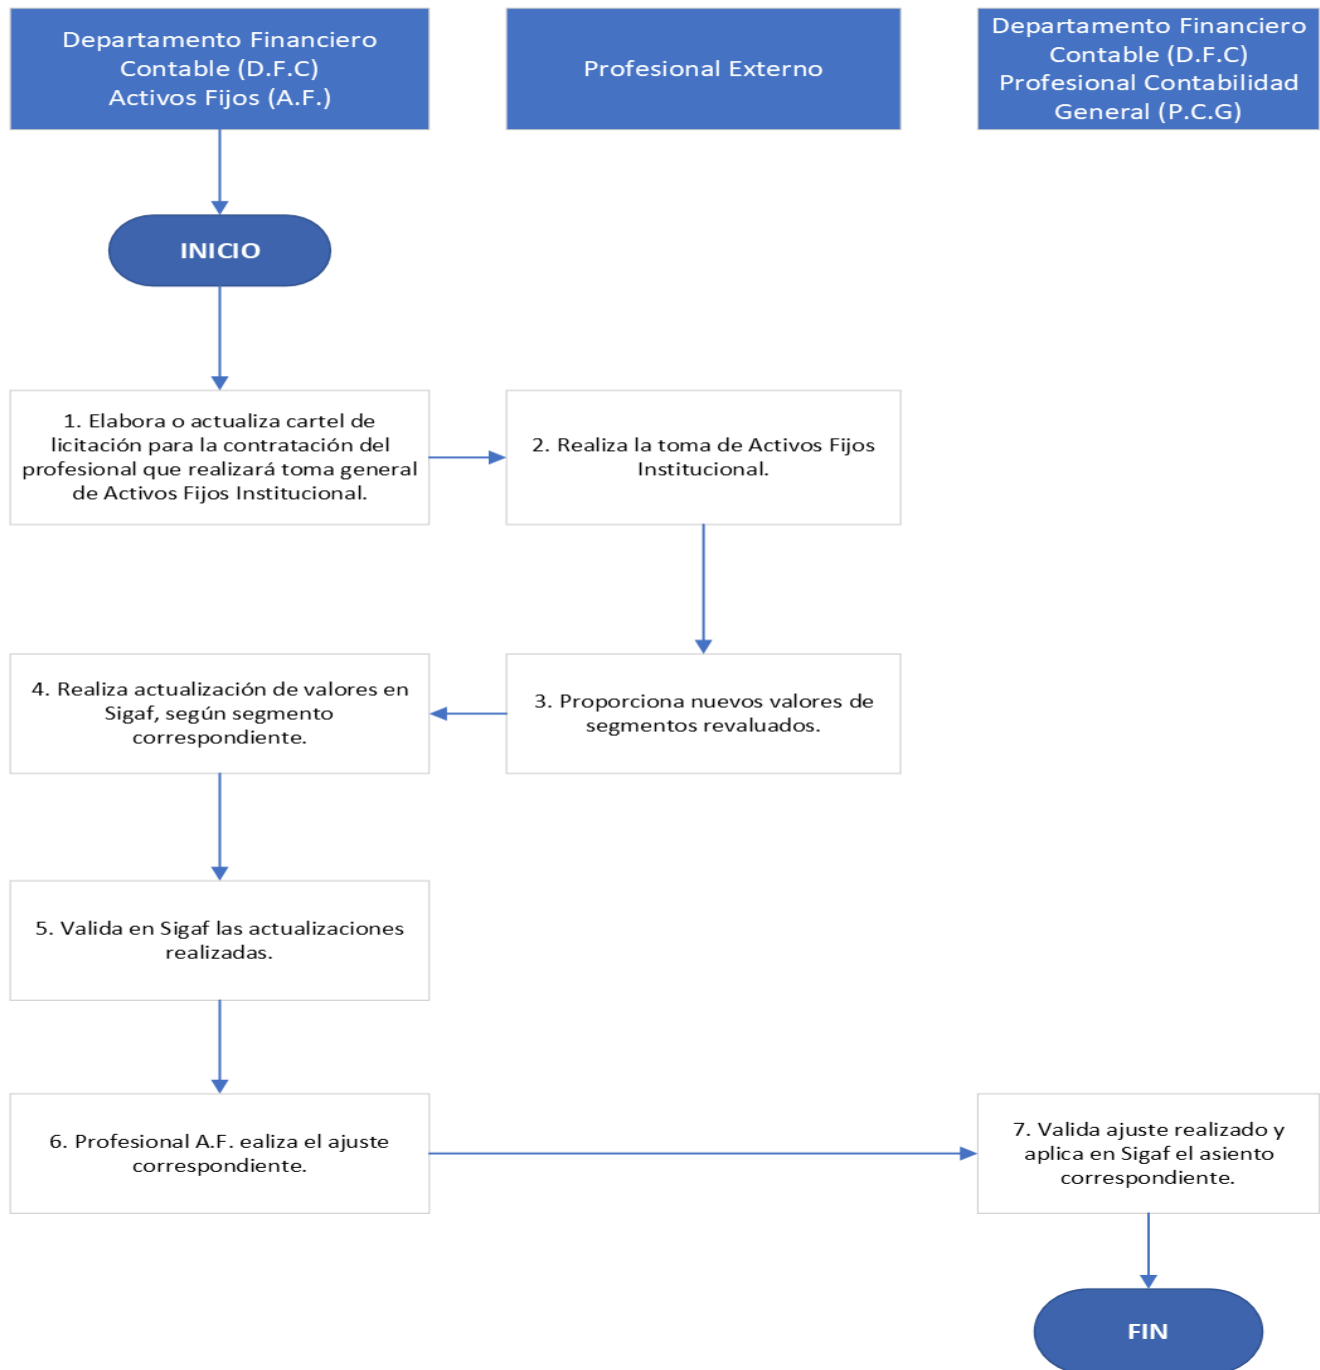 Departamento Financiero
Contable (D.F.C)
Activos Fijos (A.F.)
Profesional Externo
Departamento Financiero
Contable (D.F.C)
Profesional Contabilidad
General (P.C.G)
INICIO
1. Elabora o actualiza cartel de
licitación para la contratación del
profesional que realizará toma general
de Activos Fijos Institucional.
2. Realiza la toma de Activos Fijos
Institucional.
4. Realiza actualización de valores en
Sigaf, según segmento
correspondiente.
3. Proporciona nuevos valores de
segmentos revaluados.
5. Valida en Sigaf las actualizaciones
realizadas.
6. Profesional A.F. ealiza el ajuste
correspondiente.
7. Valida ajuste realizado y
aplica en Sigaf el asiento
correspondiente.
FIN